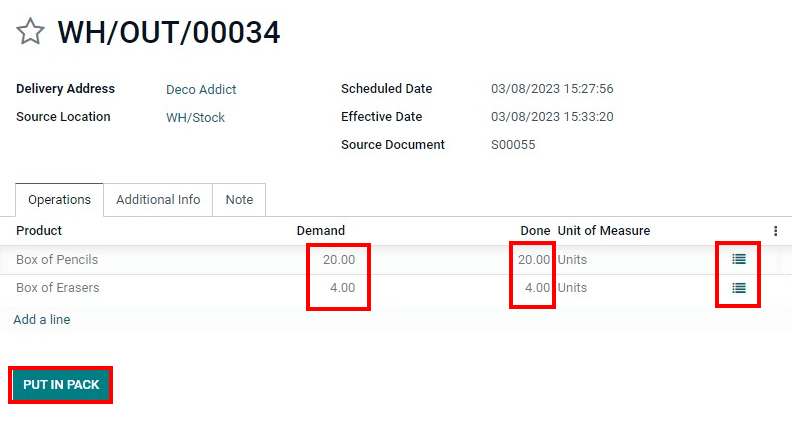 WH/OUT/00034
Delivery Address Deco Addict Scheduled Date 03/08/2023 15:27:56
Source Location WH/Stock Effective Date 03/08/2023 15:33:20
Source Document S00055
Operations Additional Info Note
Product Demand Done Unit of Measure
Box of Pencils 20.00 20.00 Units
Box of Erasers 4.00 4.00 Units
Add a line
PUT IN PACK